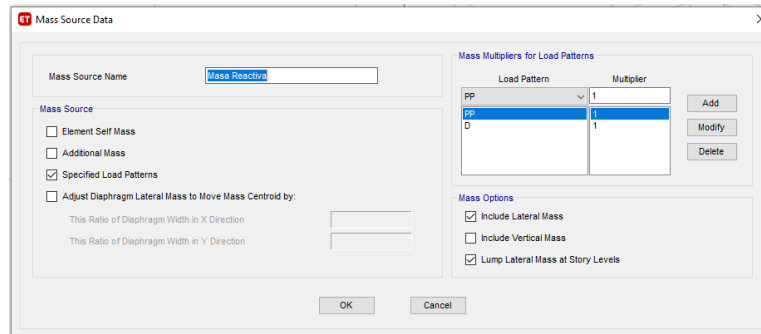 ET Mass Source Data
Mass Source Name
Masa Reactiva
Mass Source
Element Self Mass
Additional Mass
Specified Load Patterns
Adjust Diaphragm Lateral Mass to Move Mass Centroid by:
This Ratio of Diaphragm Width in X Direction
This Ratio of Diaphragm Width in Y Direction
Mass Multipliers for Load Patterns
Load Pattern Multiplier
PP 1
PP 1
D 1
Add
Modify
Delete
Mass Options
Include Lateral Mass
Include Vertical Mass
Lump Lateral Mass at Story Levels
OK Cancel